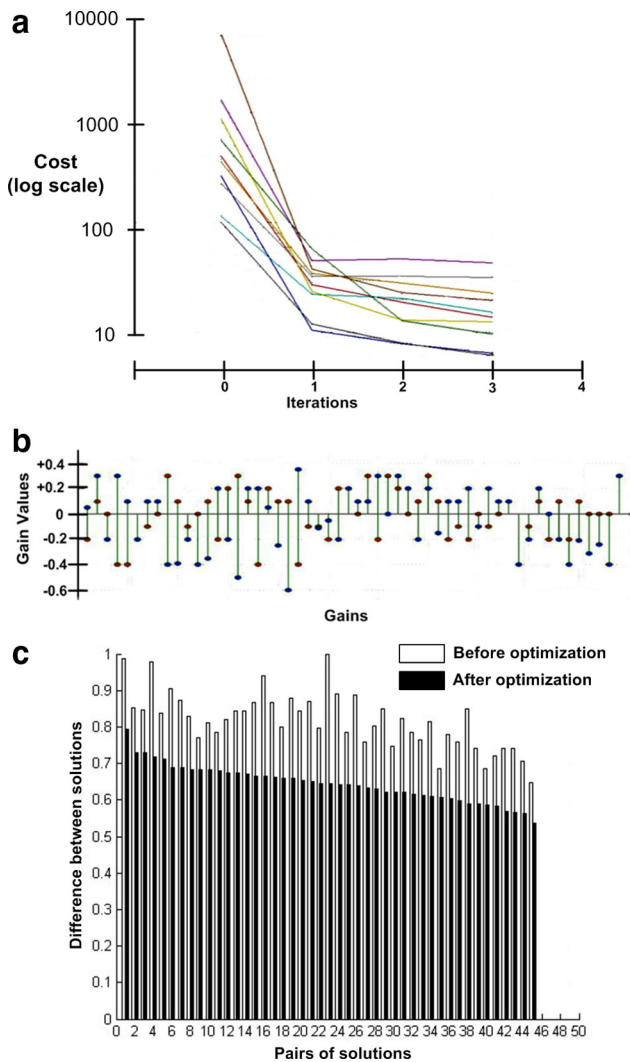 a
10000
1000
Cost
(log scale)
100
10
0 1 2 3 4
Iterations
b
+0.4
+0.2
0
-0.2
-0.4
-0.6
Gain Values
Gains
c
Before optimization
After optimization
1
0.9
0.8
0.7
0.6
0.5
0.4
0.3
0.2
0.1
0
Difference between solutions
0 2 4 6 8 10 12 14 16 18 20 22 24 26 28 30 32 34 36 38 40 42 44 46 48 50
Pairs of solutions